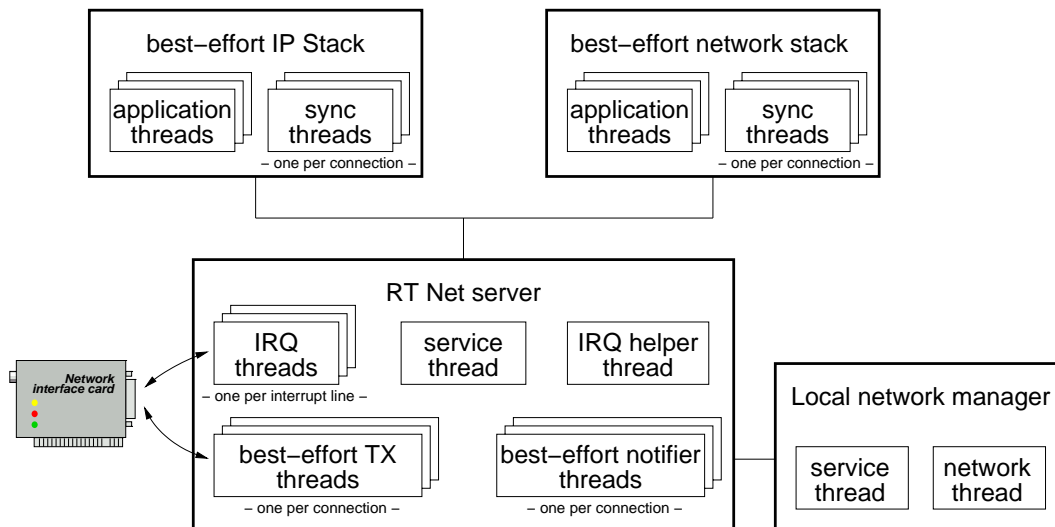 best−effort IP Stack
application
threads
sync
threads
− one per connection −
best−effort network stack
application
threads
sync
threads
− one per connection −
RT Net server
IRQ
threads
− one per interrupt line −
service
thread
IRQ helper
thread
Network
interface card
best−effort TX
threads
− one per connection −
best−effort notifier
threads
− one per connection −
Local network manager
service
thread
network
thread